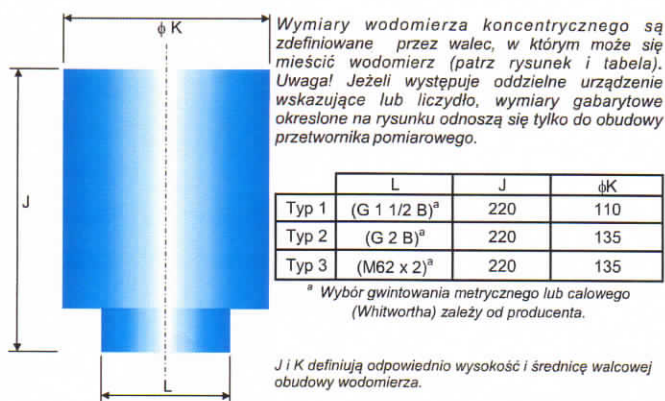 ϕ K
J
L
Wymiary wodomierza koncentrycznego są
zdefiniowane przez walec, w którym może się
mieścić wodomierz (patrz rysunek i tabela).
Uwaga! Jeżeli występuje oddzielne urządzenie
wskazujące lub liczydło, wymiary gabarytowe
okreslone na rysunku odnoszą się tylko do obudowy
przetwornika pomiarowego.
L J ϕK
Typ 1 (G 1 1/2 B)ª 220 110
Typ 2 (G 2 B)ª 220 135
Typ 3 (M62 x 2)ª 220 135
ª Wybór gwintowania metrycznego lub calowego
(Whitwortha) zależy od producenta.
J i K definiują odpowiednio wysokość i średnicę walcowej
obudowy wodomierza.